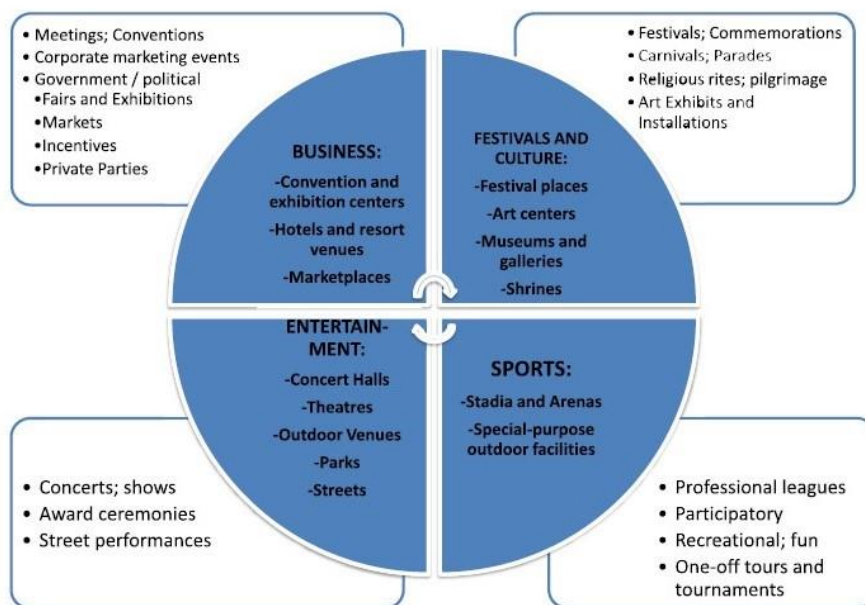 • Meetings; Conventions
• Corporate marketing events
• Government / political
•Fairs and Exhibitions
•Markets
•Incentives
•Private Parties
• Festivals; Commemorations
• Carnivals; Parades
• Religious rites; pilgrimage
• Art Exhibits and
Installations
BUSINESS:
-Convention and
exhibition centers
-Hotels and resort
venues
-Marketplaces
FESTIVALS AND
CULTURE:
-Festival places
-Art centers
-Museums and
galleries
-Shrines
ENTERTAIN-
MENT:
-Concert Halls
-Theatres
-Outdoor Venues
-Parks
-Streets
SPORTS:
-Stadia and Arenas
-Special-purpose
outdoor facilities
• Concerts; shows
• Award ceremonies
• Street performances
• Professional leagues
• Participatory
• Recreational; fun
• One-off tours and
tournaments